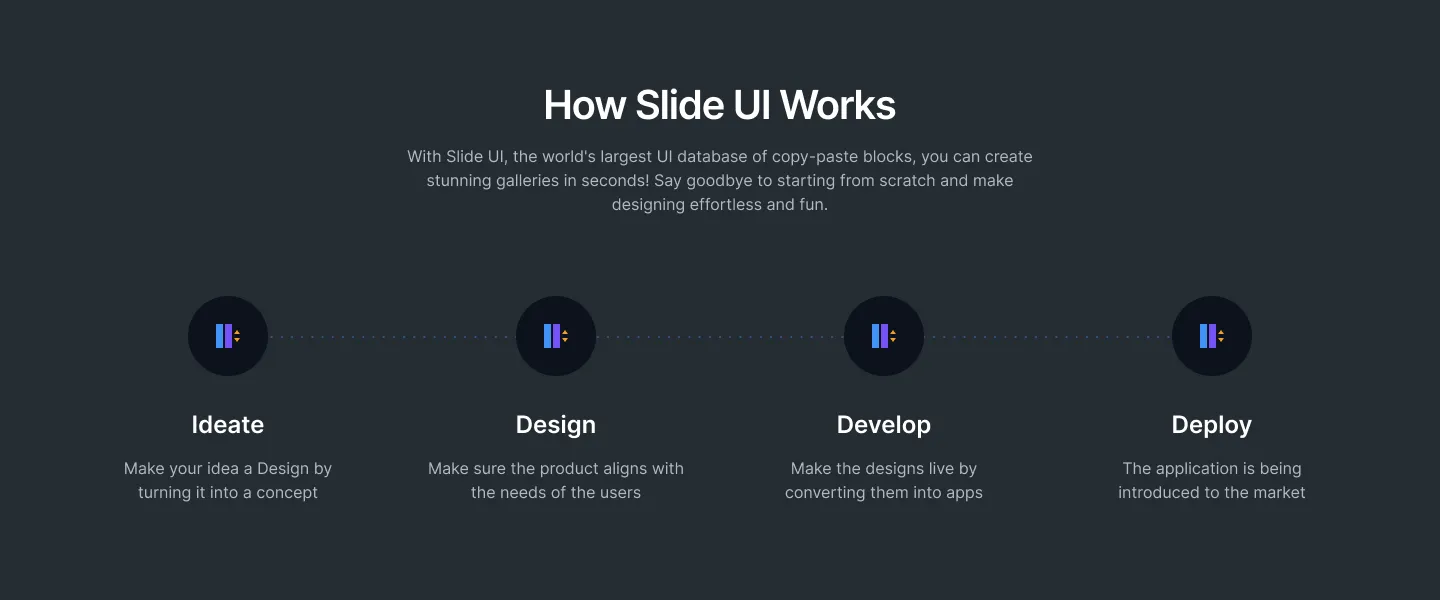 How Slide UI Works
With Slide UI, the world's largest UI database of copy-paste blocks, you can create
stunning galleries in seconds! Say goodbye to starting from scratch and make
designing effortless and fun.
Ideate
Make your idea a Design by
turning it into a concept
Design
Make sure the product aligns with
the needs of the users
Develop
Make the designs live by
converting them into apps
Deploy
The application is being
introduced to the market